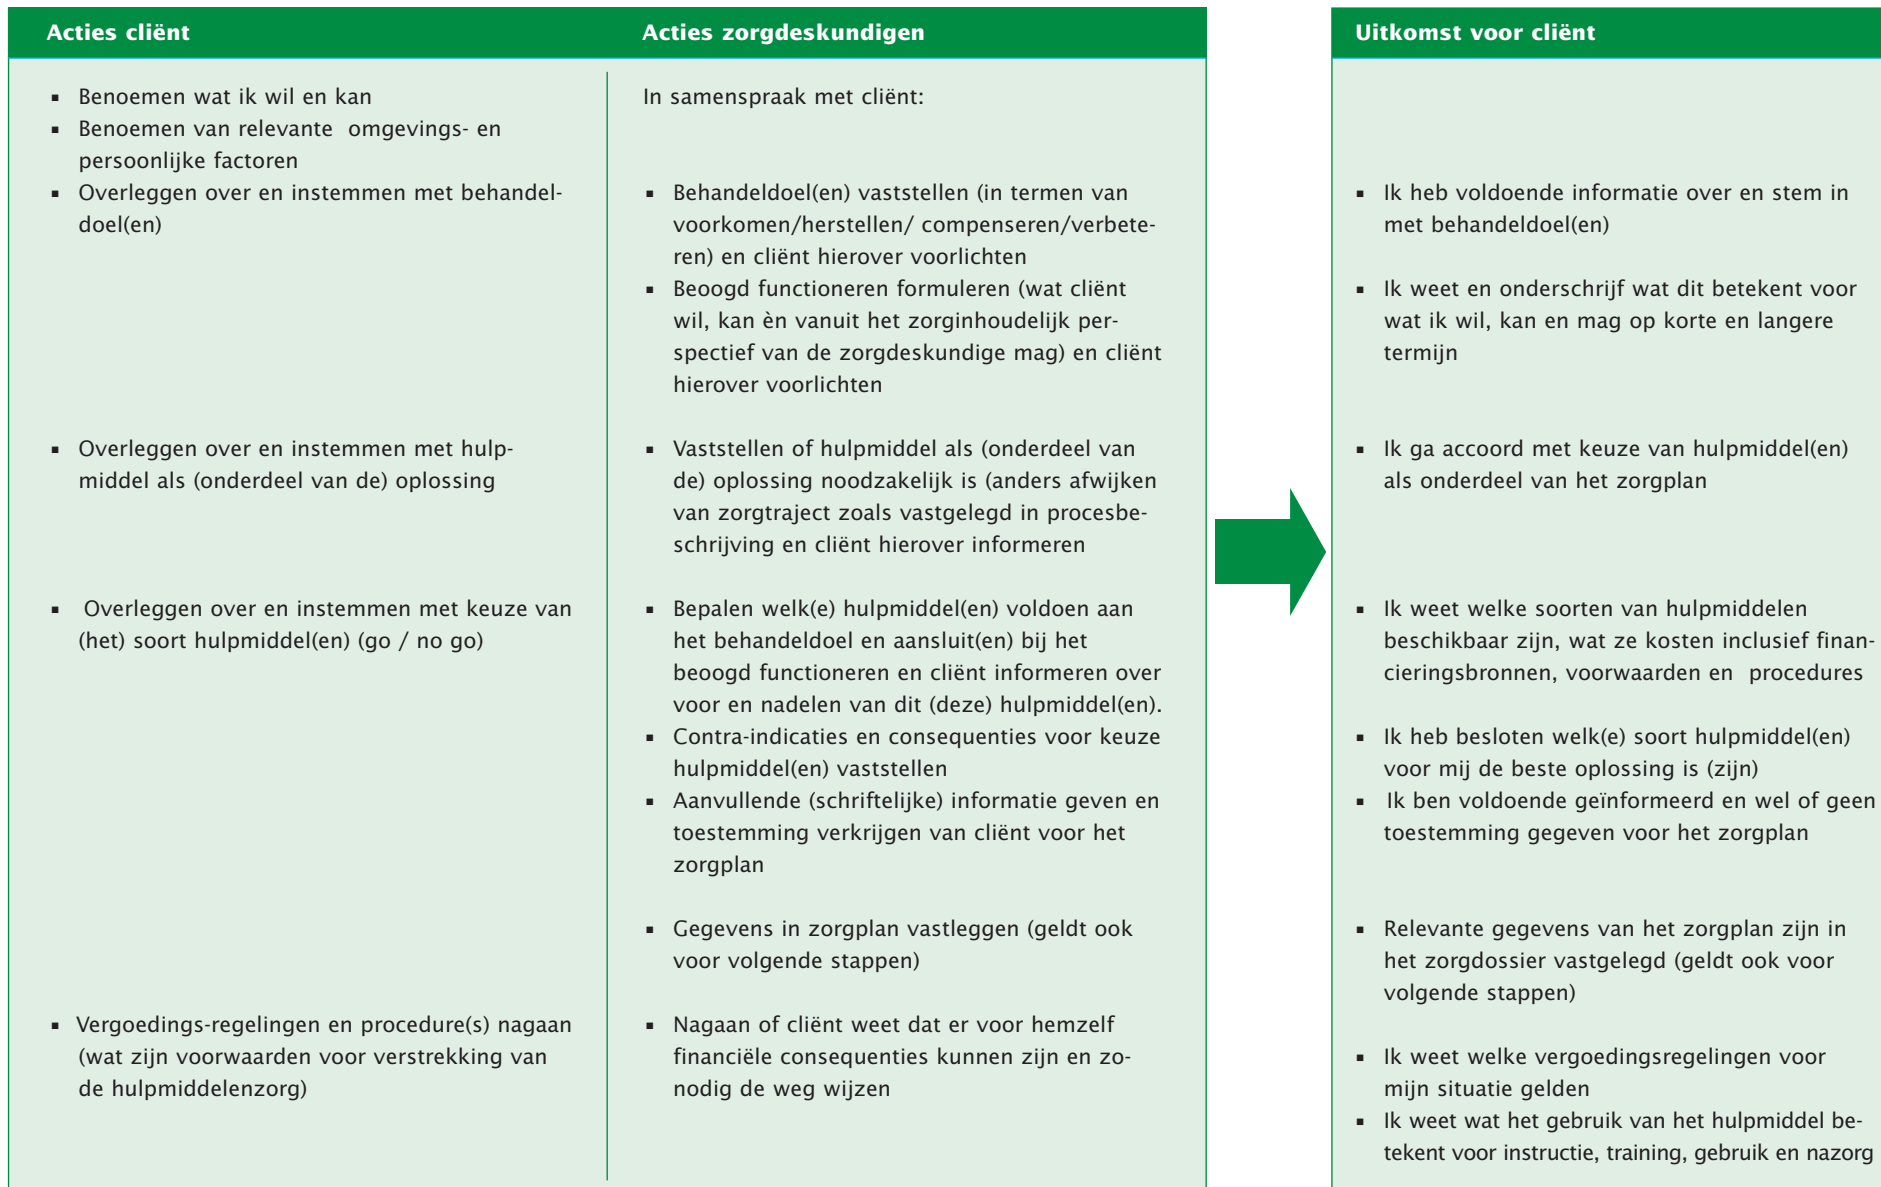 Acties cliënt
▪ Benoemen wat ik wil en kan
▪ Benoemen van relevante  omgevings- en
persoonlijke factoren
▪ Overleggen over en instemmen met behandel-
doel(en)
▪ Overleggen over en instemmen met hulp-
middel als (onderdeel van de) oplossing
▪ Overleggen over en instemmen met keuze van
(het) soort hulpmiddel(en) (go / no go)
▪ Vergoedings-regelingen en procedure(s) nagaan
(wat zijn voorwaarden voor verstrekking van
de hulpmiddelenzorg)
Acties zorgdeskundigen
In samenspraak met cliënt:
▪ Behandeldoel(en) vaststellen (in termen van
voorkomen/herstellen/ compenseren/verbete-
ren) en cliënt hierover voorlichten
▪ Beoogd functioneren formuleren (wat cliënt
wil, kan èn vanuit het zorginhoudelijk per-
spectief van de zorgdeskundige mag) en cliënt
hierover voorlichten
▪ Vaststellen of hulpmiddel als (onderdeel van
de) oplossing noodzakelijk is (anders afwijken
van zorgtraject zoals vastgelegd in procesbe-
schrijving en cliënt hierover informeren
▪ Bepalen welk(e) hulpmiddel(en) voldoen aan
het behandeldoel en aansluit(en) bij het
beoogd functioneren en cliënt informeren over
voor en nadelen van dit (deze) hulpmiddel(en).
▪ Contra-indicaties en consequenties voor keuze
hulpmiddel(en) vaststellen
▪ Aanvullende (schriftelijke) informatie geven en
toestemming verkrijgen van cliënt voor het
zorgplan
▪ Gegevens in zorgplan vastleggen (geldt ook
voor volgende stappen)
▪ Nagaan of cliënt weet dat er voor hemzelf
financiële consequenties kunnen zijn en zo-
nodig de weg wijzen
Uitkomst voor cliënt
▪ Ik heb voldoende informatie over en stem in
met behandeldoel(en)
▪ Ik weet en onderschrijf wat dit betekent voor
wat ik wil, kan en mag op korte en langere
termijn
▪ Ik ga accoord met keuze van hulpmiddel(en)
als onderdeel van het zorgplan
▪ Ik weet welke soorten van hulpmiddelen
beschikbaar zijn, wat ze kosten inclusief finan-
cieringsbronnen, voorwaarden en  procedures
▪ Ik heb besloten welk(e) soort hulpmiddel(en)
voor mij de beste oplossing is (zijn)
▪ Ik ben voldoende geïnformeerd en wel of geen
toestemming gegeven voor het zorgplan
▪ Relevante gegevens van het zorgplan zijn in
het zorgdossier vastgelegd (geldt ook voor
volgende stappen)
▪ Ik weet welke vergoedingsregelingen voor
mijn situatie gelden
▪ Ik weet wat het gebruik van het hulpmiddel be-
tekent voor instructie, training, gebruik en nazorg